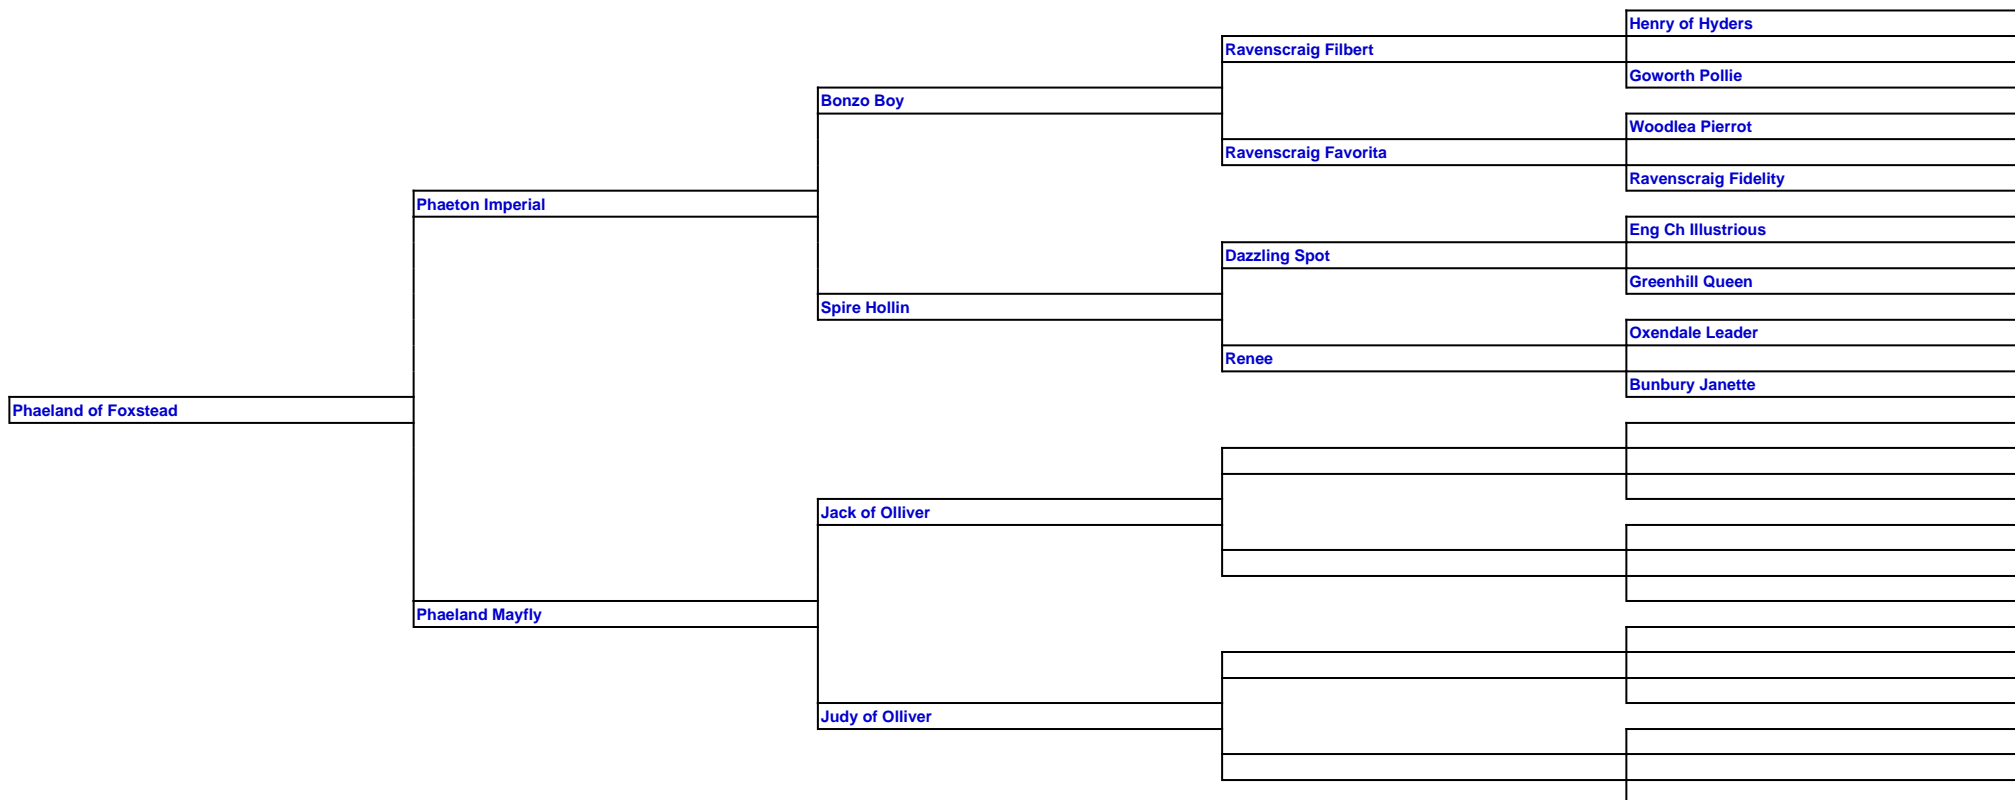 Henry of Hyders
Ravenscraig Filbert
Goworth Pollie
Bonzo Boy
Woodlea Pierrot
Ravenscraig Favorita
Ravenscraig Fidelity
Phaeton Imperial
Eng Ch Illustrious
Dazzling Spot
Greenhill Queen
Spire Hollin
Oxendale Leader
Renee
Bunbury Janette
Phaeland of Foxstead
Jack of Olliver
Phaeland Mayfly
Judy of Olliver